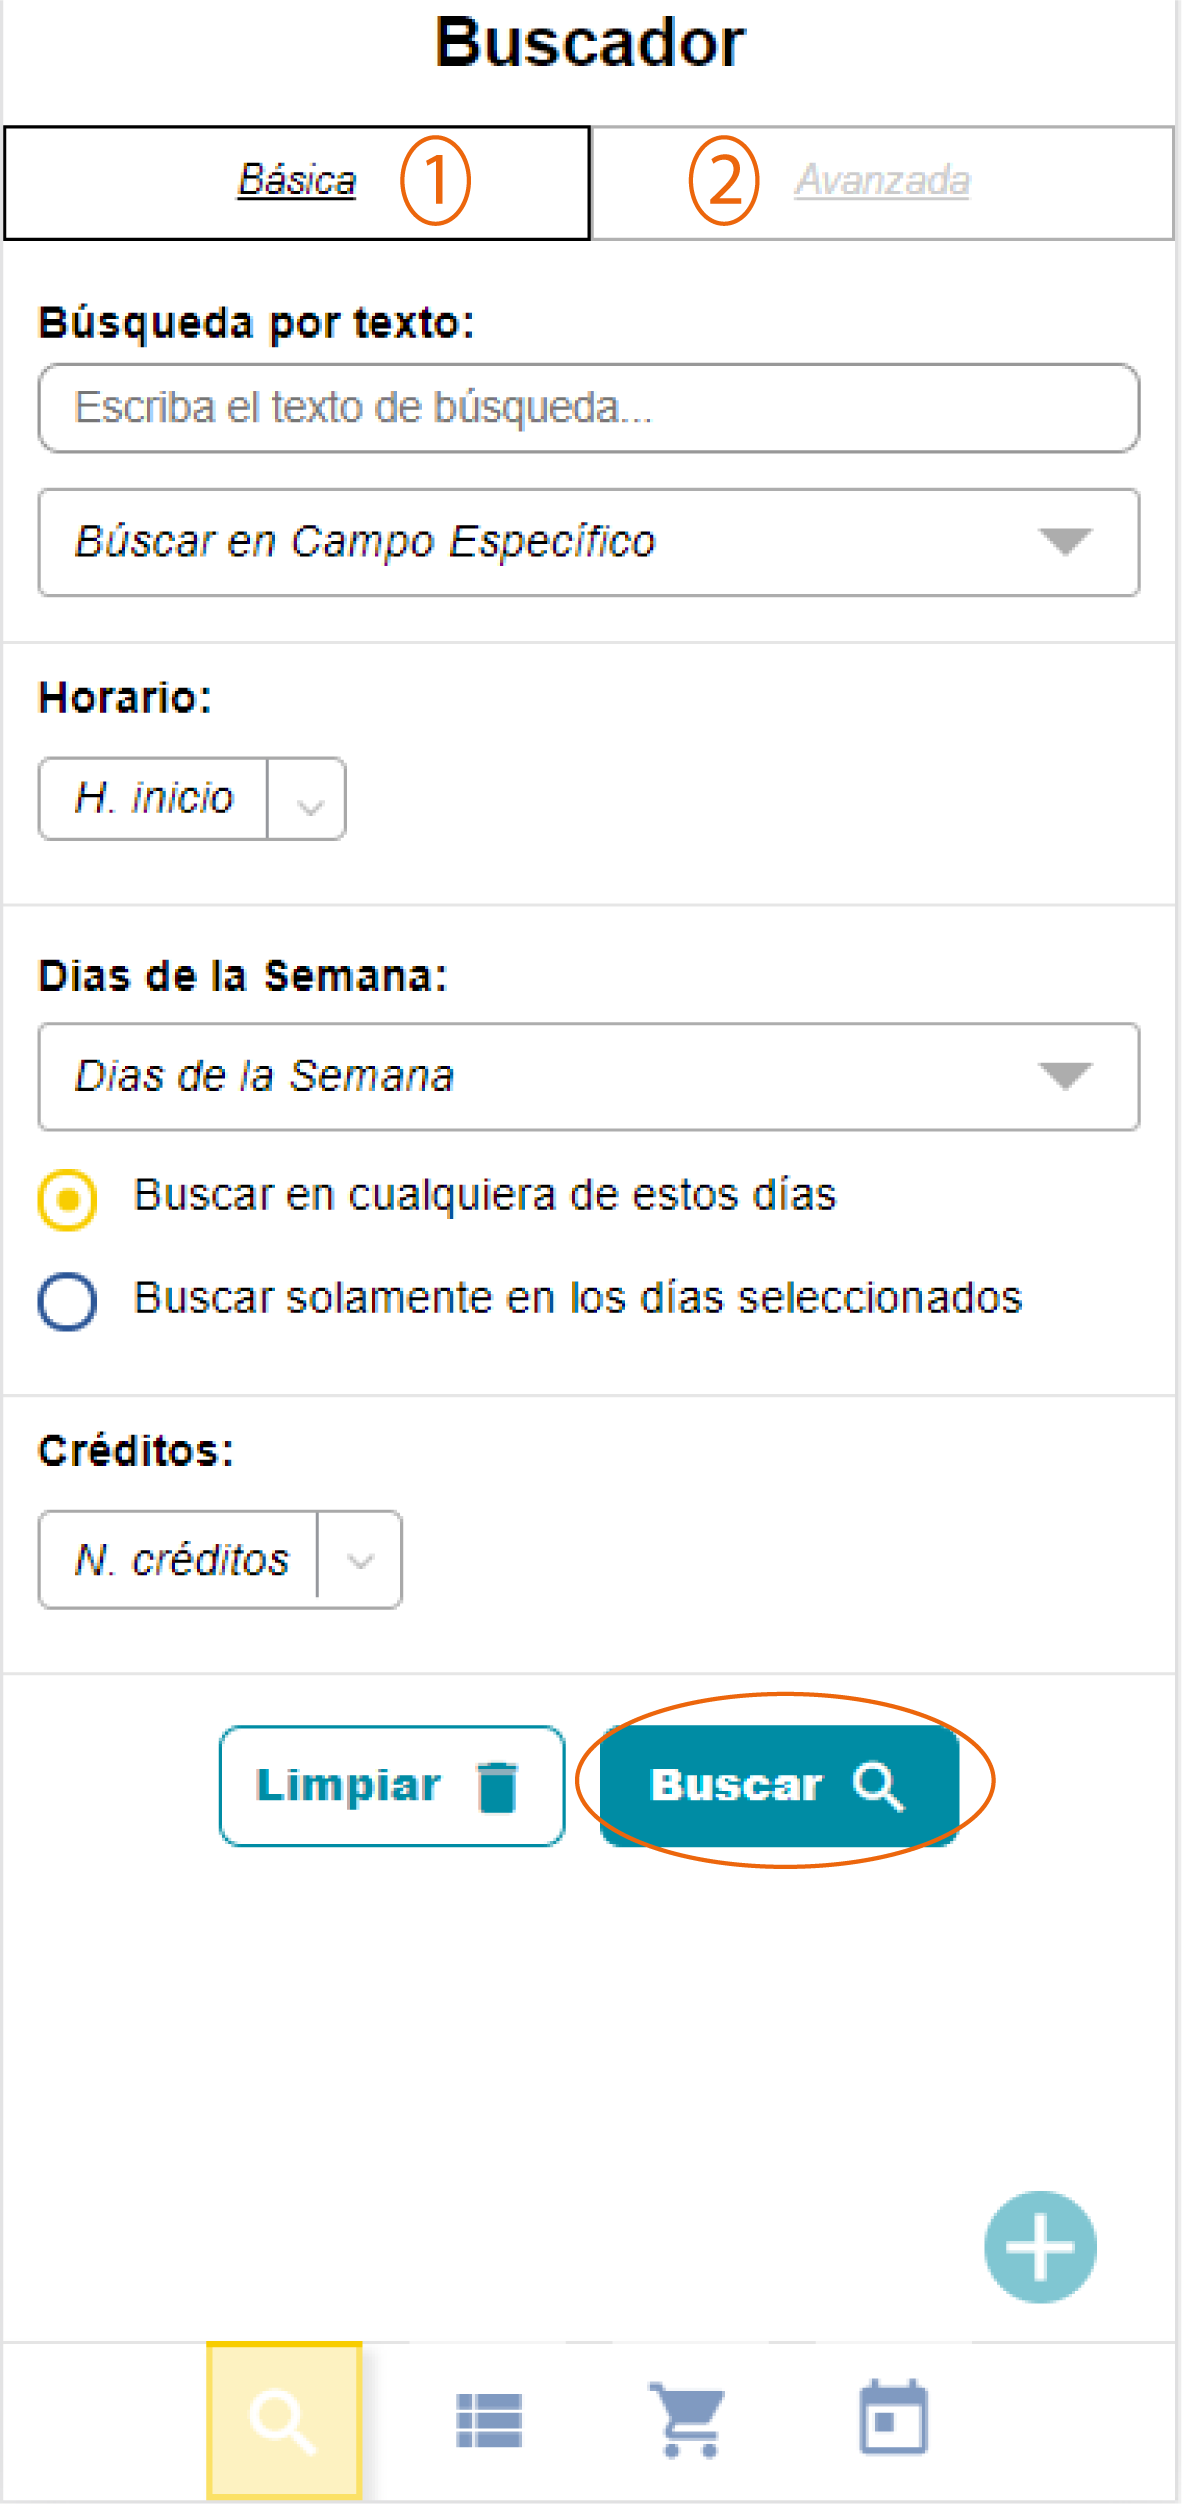 Buscador
Básica 1 2 Avanzada
Búsqueda por texto:
Escriba el texto de búsqueda...
Búscar en Campo Específico
Horario:
H. inicio
Dias de la Semana:
Dias de la Semana
Buscar en cualquiera de estos días
Buscar solamente en los días seleccionados
Créditos:
N. créditos
Limpiar Buscar